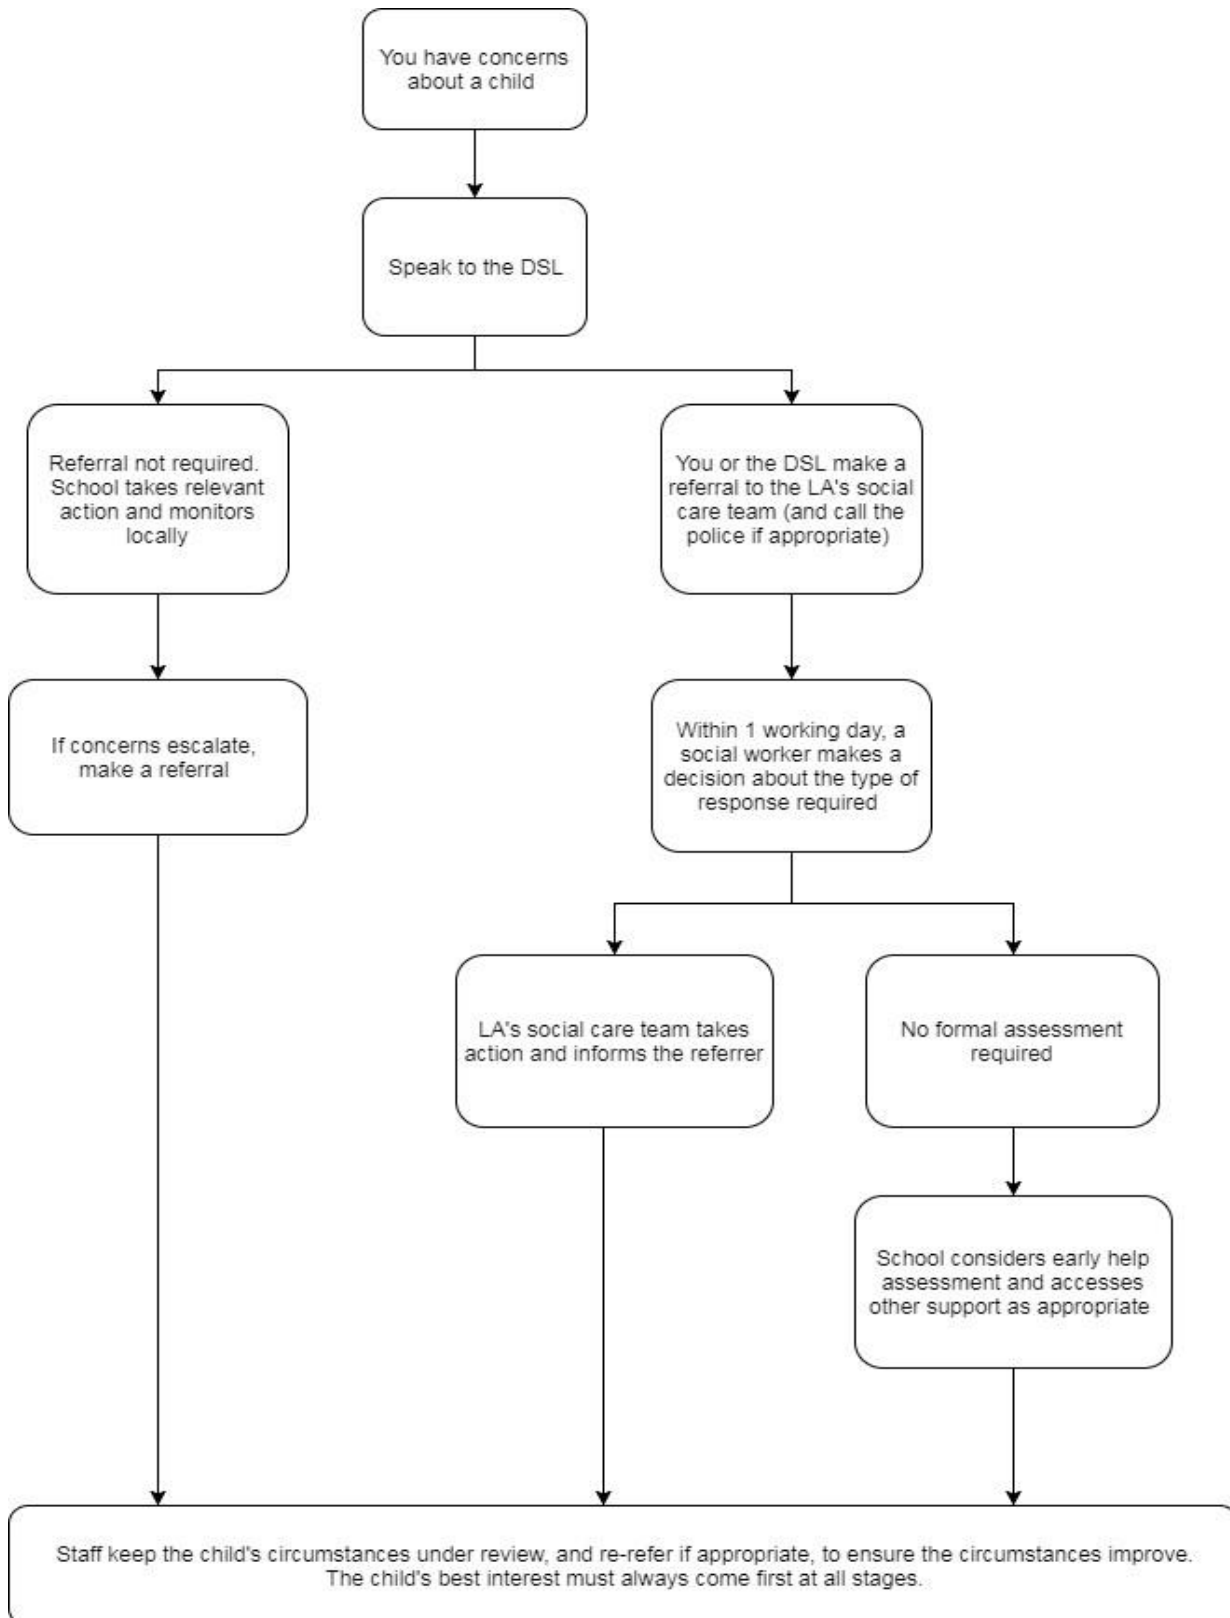 You have concerns
about a child
Speak to the DSL
Referral not required.
School takes relevant
action and monitors
locally
You or the DSL make a
referral to the LA's social
care team (and call the
police if appropriate)
If concerns escalate,
make a referral
Within 1 working day, a
social worker makes a
decision about the type of
response required
LA's social care team takes
action and informs the referrer
No formal assessment
required
School considers early help
assessment and accesses
other support as appropriate
Staff keep the child's circumstances under review, and re-refer if appropriate, to ensure the circumstances improve.
The child's best interest must always come first at all stages.